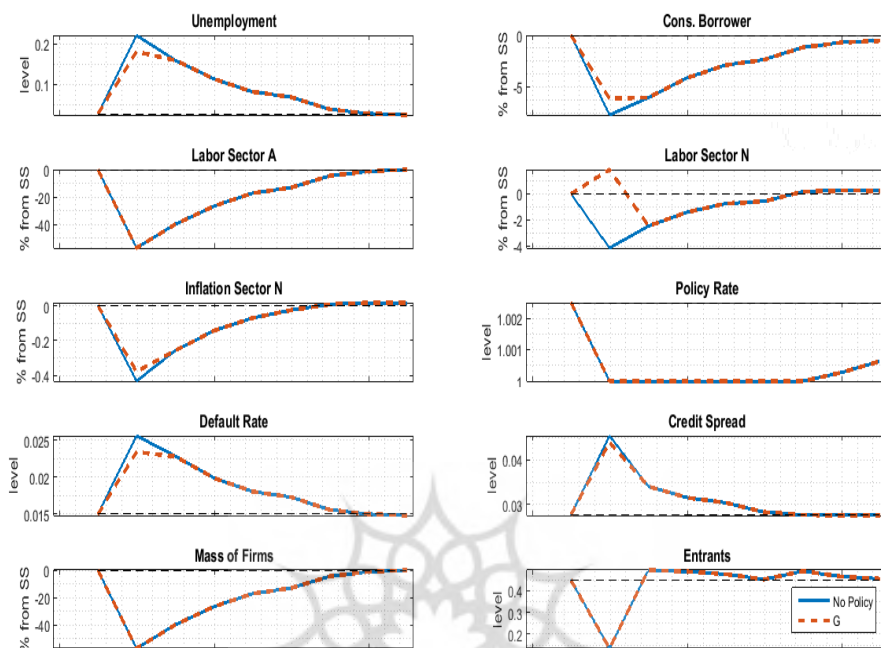 Unemployment
level
0.2
0.1
Cons. Borrower
% from SS
0
-5
Labor Sector A
% from SS
0
-20
-40
Labor Sector N
% from SS
0
-2
-4
Inflation Sector N
% from SS
0
-0.2
-0.4
Policy Rate
level
1.002
1.001
1
Default Rate
level
0.025
0.02
0.015
Credit Spread
level
0.04
0.03
Mass of Firms
% from SS
0
-20
-40
Entrants
level
0.4
0.3
0.2
No Policy
G